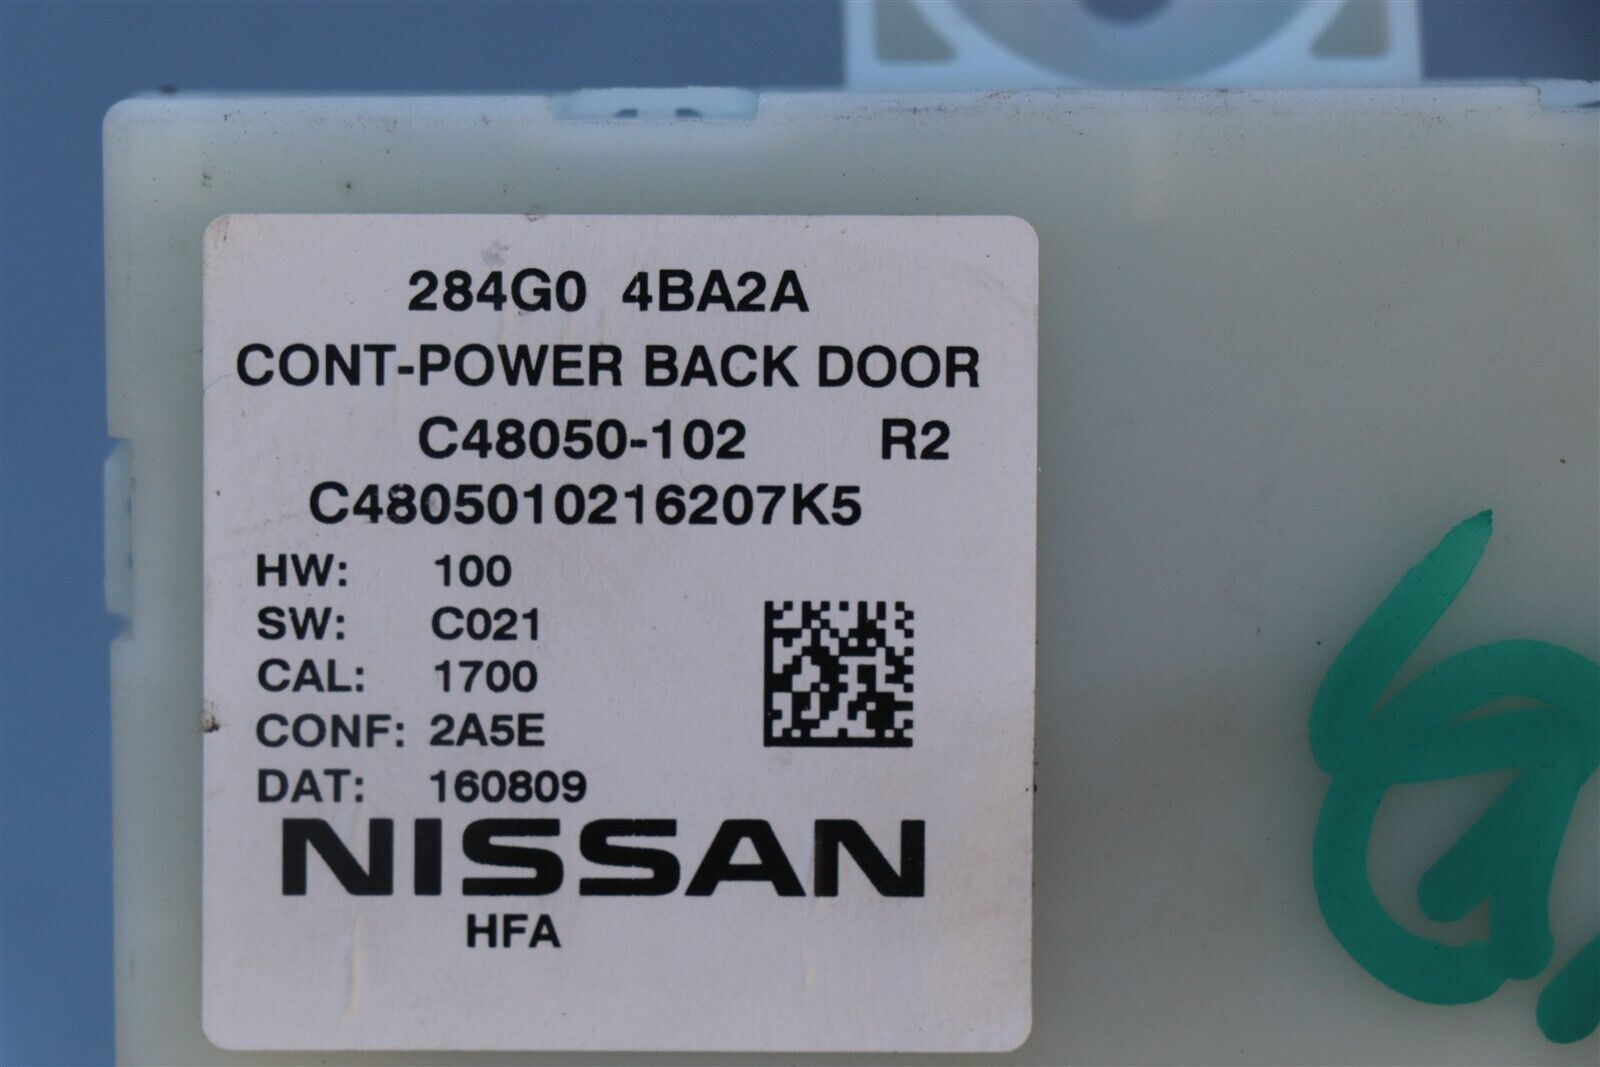 284G0 4BA2A
CONT-POWER BACK DOOR
C48050-102 R2
C4805010216207K5
HW: 100
SW: C021
CAL: 1700
CONF: 2A5E
DAT: 160809
NISSAN
HFA